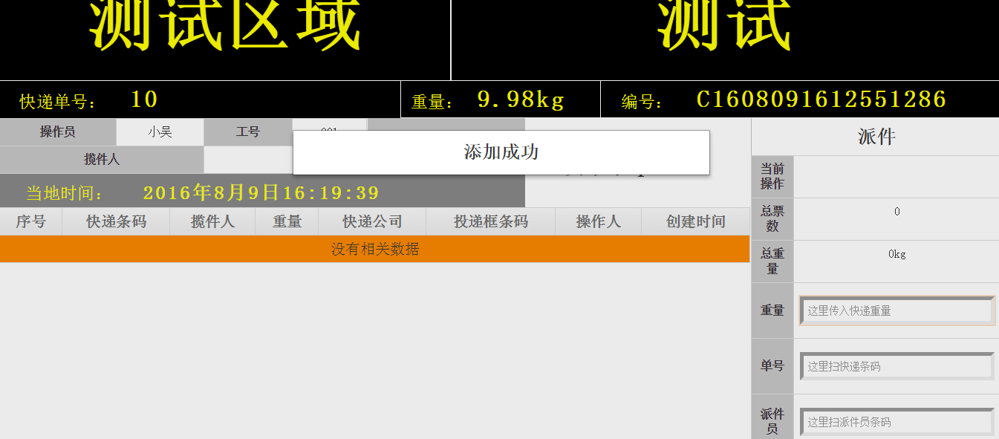 测试区域 测试
快递单号: 10 重量: 9.98kg 编号: C1608091612551286
操作员 小吴 工号
添加成功
派件
揽件人
当前操作
当地时间: 2016年8月9日16:19:39
总票数 0
序号 快递条码 揽件人 重量 快递公司 投递框条码 操作人 创建时间
没有相关数据
总重量 0kg
重量 这里传入快递重量
单号 这里扫快递条码
派件员 这里扫派件员条码